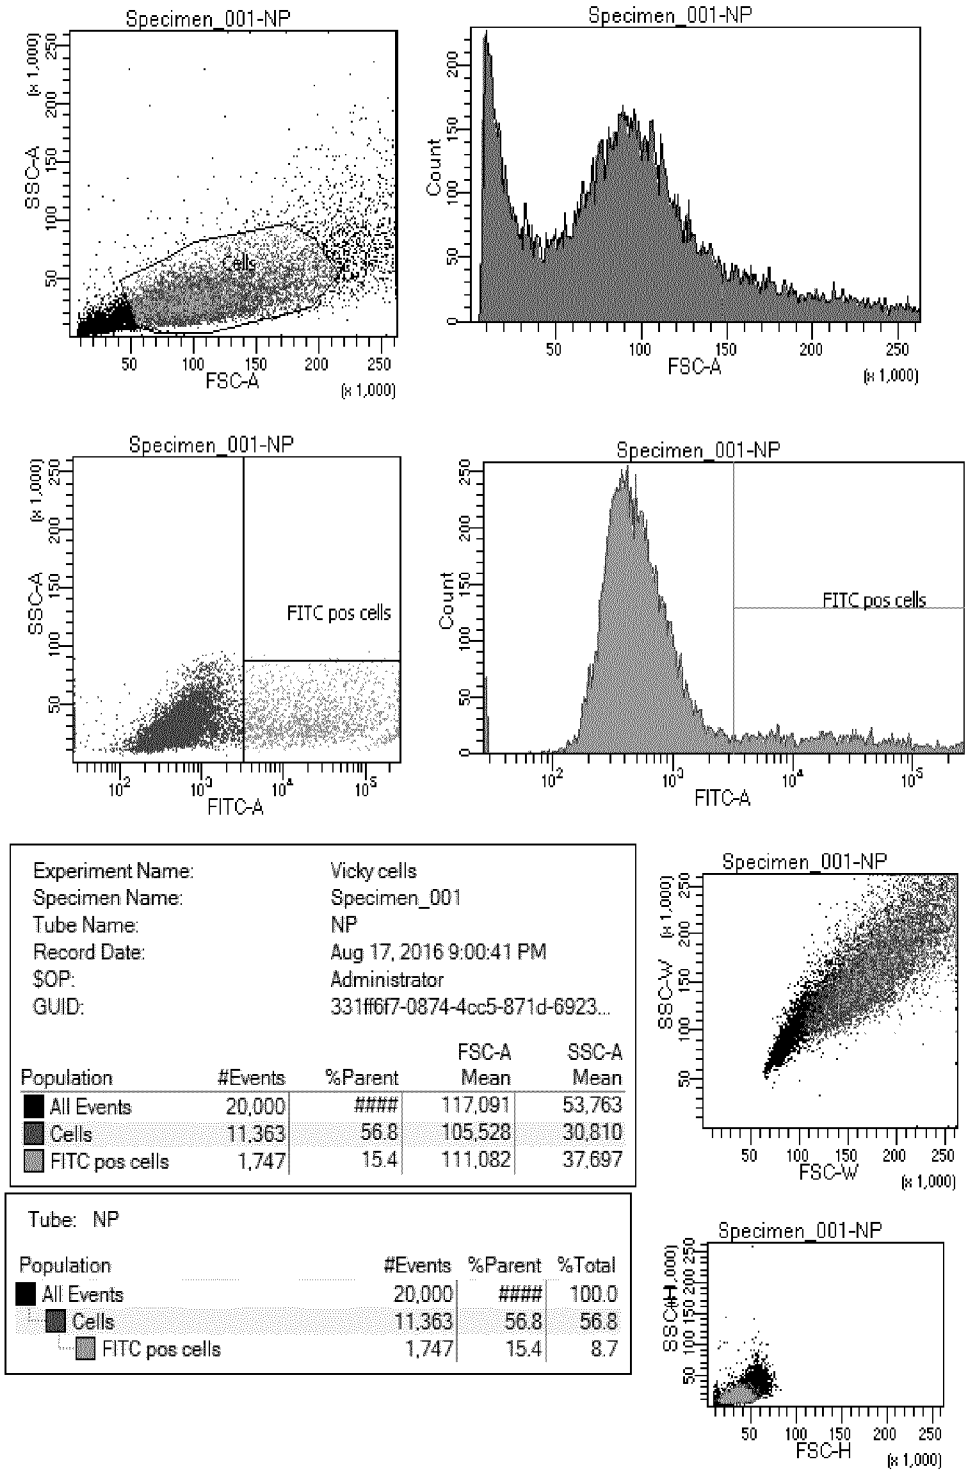 Specimen_001-NP
(x 1,000)
SSC-A
50 100 150 200 250
Cells
50 100 150 200 250
FSC-A
(x 1,000)
Specimen_001-NP
Count
0 50 100 150 200
50 100 150 200 250
FSC-A
(x 1,000)
Specimen_001-NP
(x 1,000)
SSC-A
50 100 150 200 250
FITC pos cells
10² 10³ 10⁴ 10⁵
FITC-A
Specimen_001-NP
Count
0 50 100 150 200 250
FITC pos cells
10² 10³ 10⁴ 10⁵
FITC-A
Experiment Name: Vicky cells
Specimen Name: Specimen_001
Tube Name: NP
Record Date: Aug 17, 2016 9:00:41 PM
$OP: Administrator
GUID: 331ff6f7-0874-4cc5-871d-6923...
FSC-A SSC-A
Population #Events %Parent Mean Mean
All Events 20,000 #### 117,091 53,763
Cells 11,363 56.8 105,528 30,810
FITC pos cells 1,747 15.4 111,082 37,697
Specimen_001-NP
(x 1,000)
SSC-W
50 100 150 200 250
50 100 150 200 250
FSC-W
(x 1,000)
Tube: NP
Population #Events %Parent %Total
All Events 20,000 #### 100.0
Cells 11,363 56.8 56.8
FITC pos cells 1,747 15.4 8.7
Specimen_001-NP
50 100 150 200 250
50 100 150 200 250
FSC-H
(x 1,000)